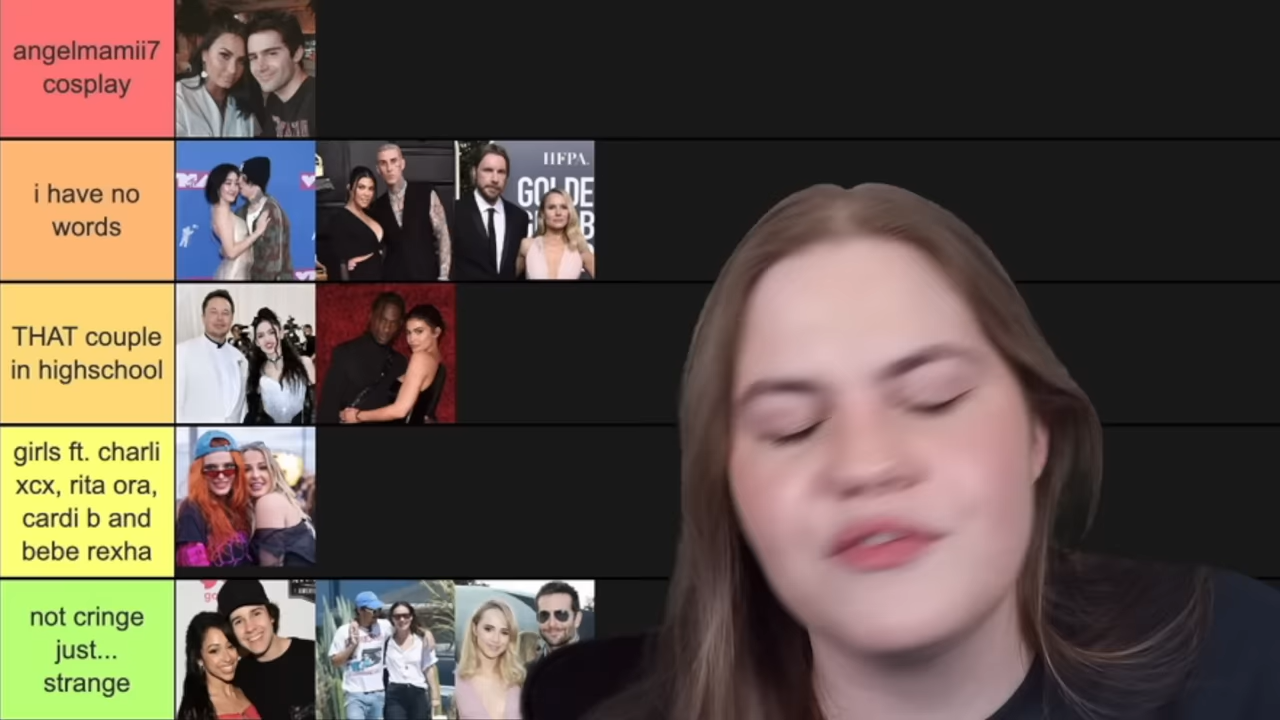 angelmamii7
cosplay
i have no
words
HFPA.
GOLDE
THAT couple
in highschool
girls ft. charli
xcx, rita ora,
cardi b and
bebe rexha
not cringe
just...
strange